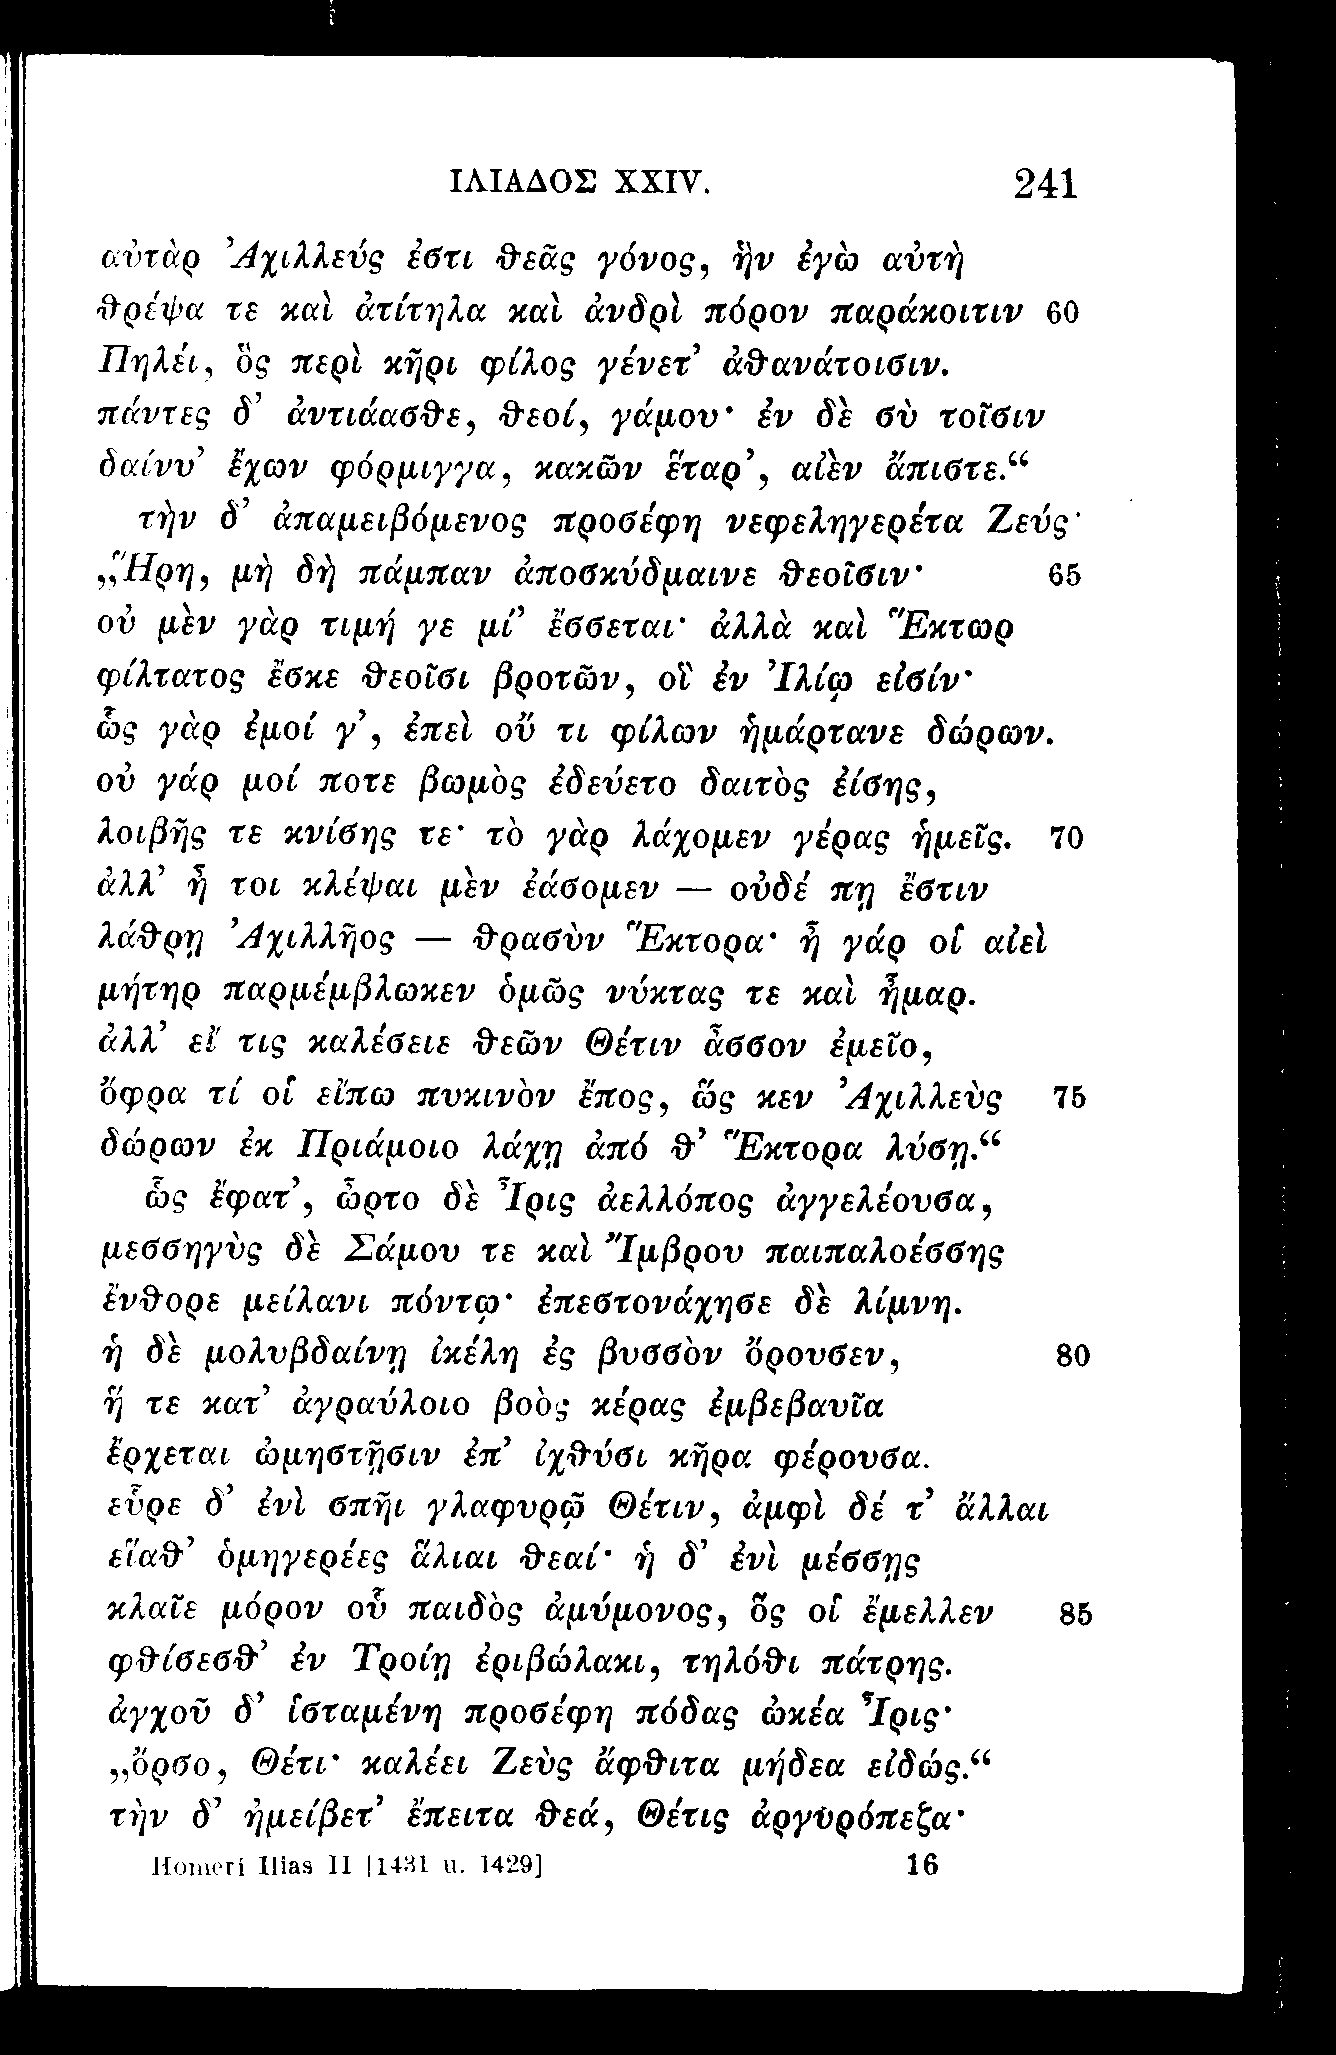 ΙΛΙΑΔΟΣ XXIV. 241
αὐτὰρ Ἀχιλλεύς ἐστι θεᾶς γόνος, ἣν ἐγὼ αὐτὴ
θρέψα τε καὶ ἀτίτηλα καὶ ἀνδρὶ πόρον παράκοιτιν 60
Πηλέι, ὃς περὶ κῆρι φίλος γένετ’ ἀθανάτοισιν.
πάντες δ’ ἀντιάασθε, θεοί, γάμου· ἐν δὲ σὺ τοῖσιν
δαίνυ’ ἔχων φόρμιγγα, κακῶν ἕταρ’, αἰὲν ἄπιστε.“
τὴν δ’ ἀπαμειβόμενος προσέφη νεφεληγερέτα Ζεύς·
„Ἥρη, μὴ δὴ πάμπαν ἀποσκύδμαινε θεοῖσιν· 65
οὐ μὲν γὰρ τιμή γε μί’ ἔσσεται· ἀλλὰ καὶ Ἕκτωρ
φίλτατος ἔσκε θεοῖσι βροτῶν, οἳ ἐν Ἰλίῳ εἰσίν·
ὣς γὰρ ἐμοί γ’, ἐπεὶ οὔ τι φίλων ἡμάρτανε δώρων.
οὐ γάρ μοί ποτε βωμὸς ἐδεύετο δαιτὸς ἐίσης,
λοιβῆς τε κνίσης τε· τὸ γὰρ λάχομεν γέρας ἡμεῖς. 70
ἀλλ’ ἦ τοι κλέψαι μὲν ἐάσομεν — οὐδέ πῃ ἔστιν
λάθρῃ Ἀχιλλῆος — θρασὺν Ἕκτορα· ἦ γάρ οἱ αἰεὶ
μήτηρ παρμέμβλωκεν ὁμῶς νύκτας τε καὶ ἦμαρ.
ἀλλ’ εἴ τις καλέσειε θεῶν Θέτιν ἆσσον ἐμεῖο,
ὄφρα τί οἱ εἴπω πυκινὸν ἔπος, ὥς κεν Ἀχιλλεὺς 75
δώρων ἐκ Πριάμοιο λάχῃ ἀπό θ’ Ἕκτορα λύσῃ.“
ὣς ἔφατ’, ὦρτο δὲ Ἶρις ἀελλόπος ἀγγελέουσα,
μεσσηγὺς δὲ Σάμου τε καὶ Ἴμβρου παιπαλοέσσης
ἔνθορε μείλανι πόντῳ· ἐπεστονάχησε δὲ λίμνη.
ἡ δὲ μολυβδαίνῃ ἰκέλη ἐς βυσσὸν ὄρουσεν, 80
ἥ τε κατ’ ἀγραύλοιο βοὸς κέρας ἐμβεβαυῖα
ἔρχεται ὠμηστῇσιν ἐπ’ ἰχθύσι κῆρα φέρουσα.
εὗρε δ’ ἐνὶ σπῆι γλαφυρῷ Θέτιν, ἀμφὶ δέ τ’ ἄλλαι
εἵαθ’ ὁμηγερέες ἅλιαι θεαί· ἡ δ’ ἐνὶ μέσσῃς
κλαῖε μόρον οὗ παιδὸς ἀμύμονος, ὅς οἱ ἔμελλεν 85
φθίσεσθ’ ἐν Τροίῃ ἐριβώλακι, τηλόθι πάτρης.
ἀγχοῦ δ’ ἱσταμένη προσέφη πόδας ὠκέα Ἶρις·
„ὄρσο, Θέτι· καλέει Ζεὺς ἄφθιτα μήδεα εἰδώς.“
τὴν δ’ ἠμείβετ’ ἔπειτα θεά, Θέτις ἀργυρόπεζα·
Homeri Ilias II [1431 u. 1429] 16